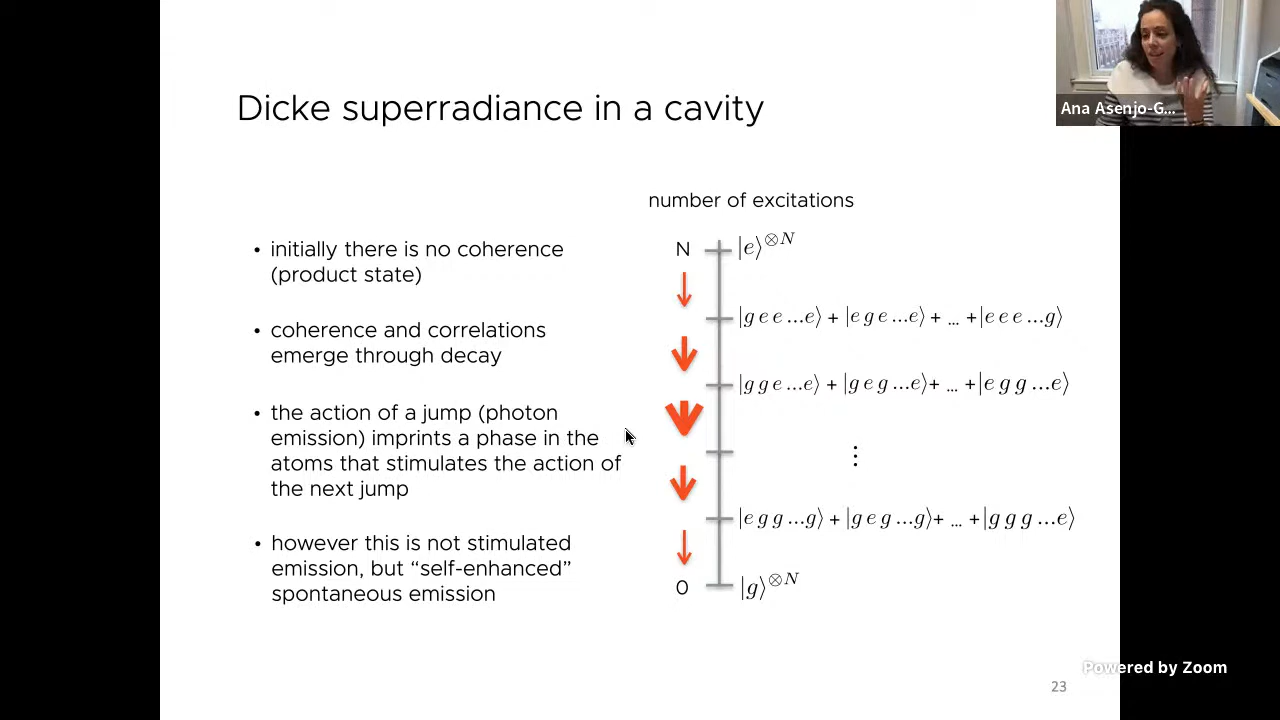 Dicke superradiance in a cavity
Ana Asenjo-G...
number of excitations
• initially there is no coherence
(product state)
• coherence and correlations
emerge through decay
• the action of a jump (photon
emission) imprints a phase in the
atoms that stimulates the action of
the next jump
• however this is not stimulated
emission, but “self-enhanced”
spontaneous emission
N |e⟩⊗N
|g e e ...e⟩ + |e g e ...e⟩ + ... +|e e e ...g⟩
|g g e ...e⟩ + |g e g ...e⟩+ ... +|e g g ...e⟩
⋮
|e g g ...g⟩ + |g e g ...g⟩+ ... +|g g g ...e⟩
0 |g⟩⊗N
Powered by Zoom
23